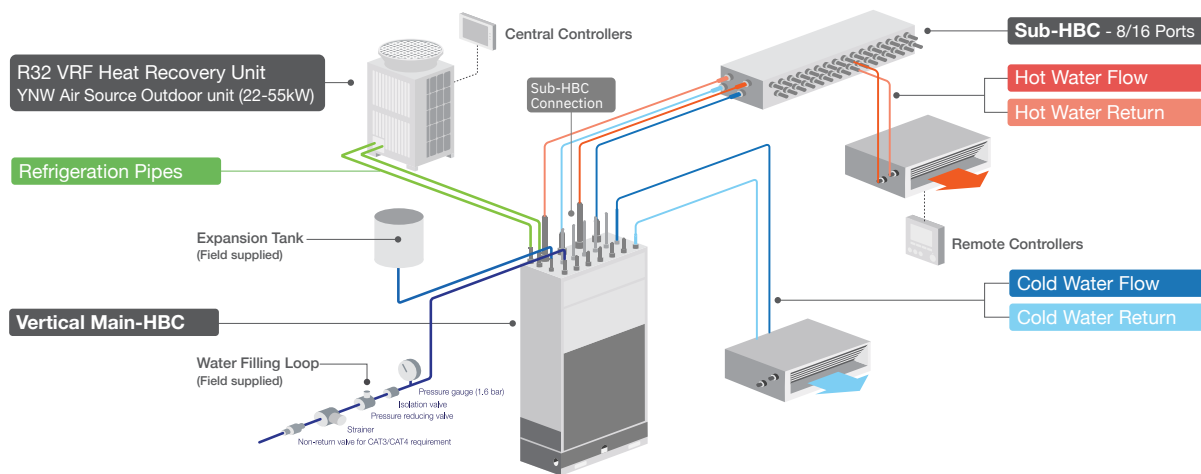 R32 VRF Heat Recovery Unit
YNW Air Source Outdoor unit (22-55kW)
Central Controllers
Sub-HBC
Connection
Sub-HBC - 8/16 Ports
Hot Water Flow
Hot Water Return
Refrigeration Pipes
Expansion Tank
(Field supplied)
Remote Controllers
Cold Water Flow
Cold Water Return
Vertical Main-HBC
Water Filling Loop
(Field supplied)
Pressure gauge (1.6 bar)
Isolation valve
Pressure reducing valve
Strainer
Non-return valve for CAT3/CAT4 requirement